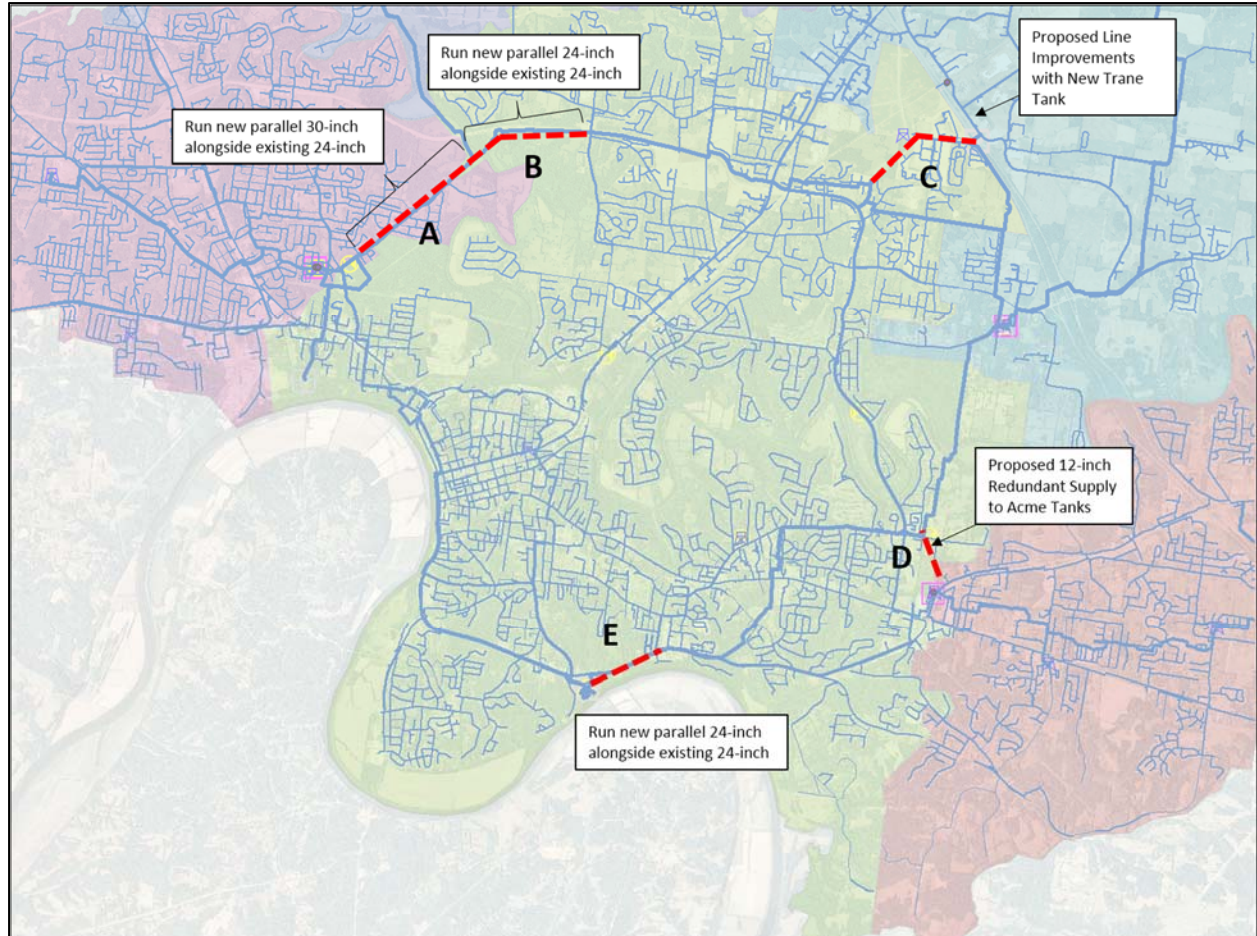 Run new parallel 24-inch
alongside existing 24-inch
Proposed Line
Improvements
with New Trane
Tank
Run new parallel 30-inch
alongside existing 24-inch
B
C
A
Proposed 12-inch
Redundant Supply
to Acme Tanks
D
E
Run new parallel 24-inch
alongside existing 24-inch